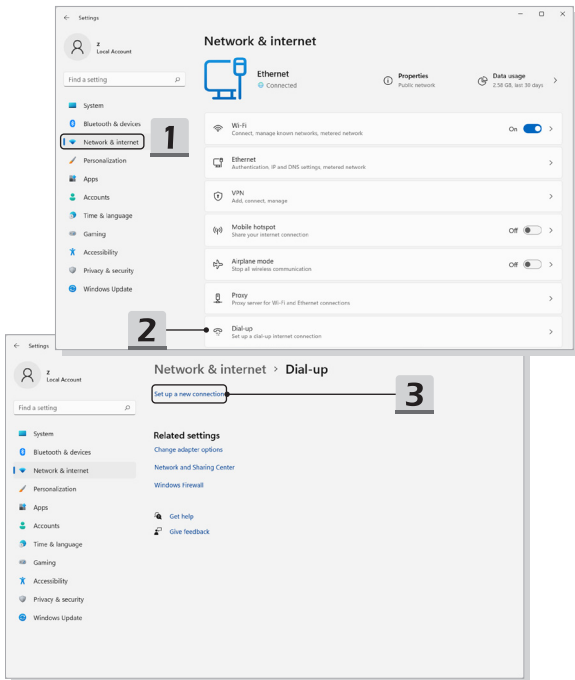 Settings
z
Local Account
Find a setting
System
Bluetooth & devices
Network & internet
Personalization
Apps
Accounts
Time & language
Gaming
Accessibility
Privacy & security
Windows Update
1
Network & internet
Ethernet
Connected
Properties
Public network
Data usage
2.58 GB, last 30 days
Wi-Fi
Connect, manage known networks, metered network
On
Ethernet
Authentication, IP and DNS settings, metered network
VPN
Add, connect, manage
Mobile hotspot
Share your internet connection
Off
Airplane mode
Stop all wireless communication
Off
Proxy
Proxy server for Wi-Fi and Ethernet connections
2
Dial-up
Set up a dial-up internet connection
Settings
z
Local Account
Find a setting
System
Bluetooth & devices
Network & internet
Personalization
Apps
Accounts
Time & language
Gaming
Accessibility
Privacy & security
Windows Update
Network & internet > Dial-up
Set up a new connection
3
Related settings
Change adapter options
Network and Sharing Center
Windows Firewall
Get help
Give feedback